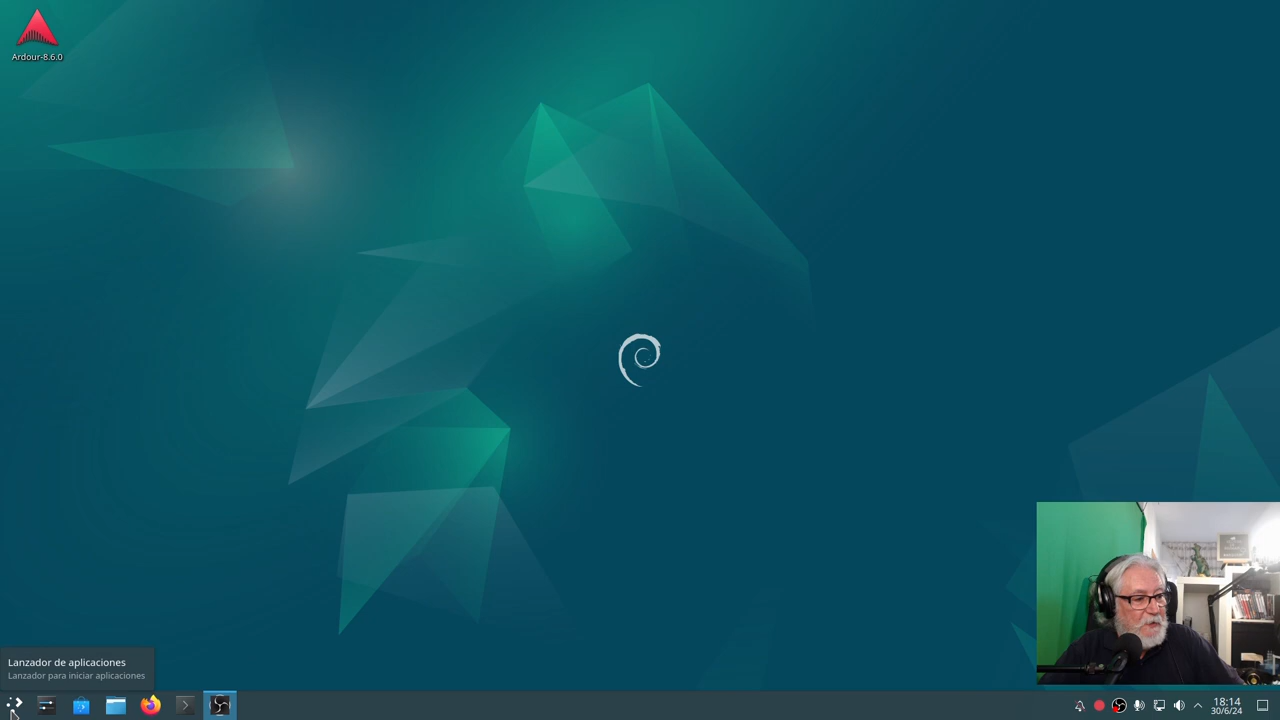 Ardour-8.6.0
Lanzador de aplicaciones
Lanzador para iniciar aplicaciones
18:14
30/6/24